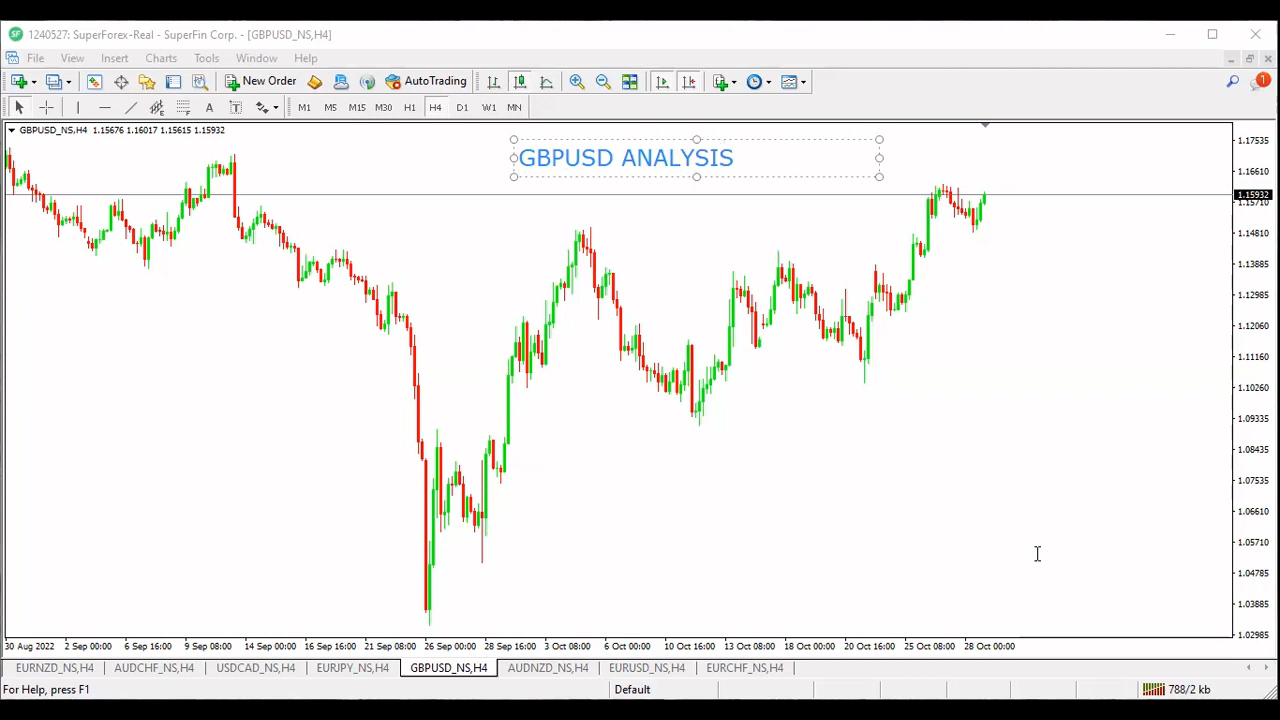 1240527: SuperForex-Real - SuperFin Corp. - [GBPUSD_NS,H4]
File View Insert Charts Tools Window Help
New Order AutoTrading 1
A T M1 M5 M15 M30 H1 H4 D1 W1 MN
GBPUSD_NS,H4 1.15676 1.16017 1.15615 1.15932
GBPUSD ANALYSIS
1.17535
1.16610
1.15932
1.15710
1.14810
1.13885
1.12985
1.12060
1.11160
1.10260
1.09335
1.08435
1.07535
1.06610
1.05710
1.04785
1.03885
1.02985
30 Aug 2022 2 Sep 00:00 6 Sep 16:00 9 Sep 08:00 14 Sep 00:00 16 Sep 16:00 21 Sep 08:00 26 Sep 00:00 28 Sep 16:00 3 Oct 08:00 6 Oct 00:00 10 Oct 16:00 13 Oct 08:00 18 Oct 00:00 20 Oct 16:00 25 Oct 08:00 28 Oct 00:00
EURNZD_NS,H4 AUDCHF_NS,H4 USDCAD_NS,H4 EURJPY_NS,H4 GBPUSD_NS,H4 AUDNZD_NS,H4 EURUSD_NS,H4 EURCHF_NS,H4
For Help, press F1 Default 788/2 kb